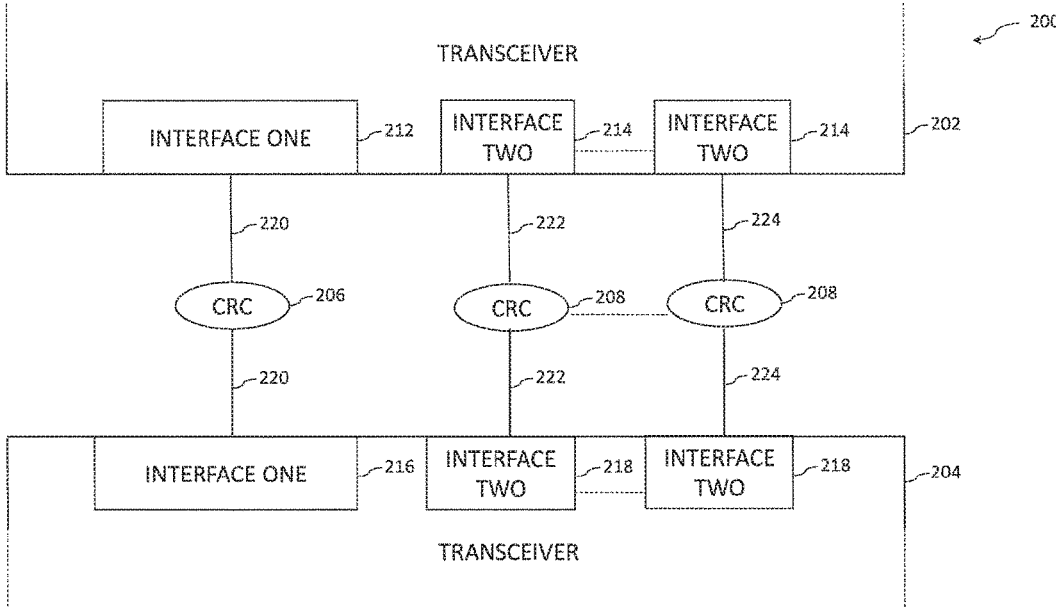 200
TRANSCEIVER
INTERFACE ONE
212
INTERFACE
TWO
214
INTERFACE
TWO
214
202
220
222
224
CRC
206
CRC
208
CRC
208
220
222
224
INTERFACE ONE
216
INTERFACE
TWO
218
INTERFACE
TWO
218
204
TRANSCEIVER